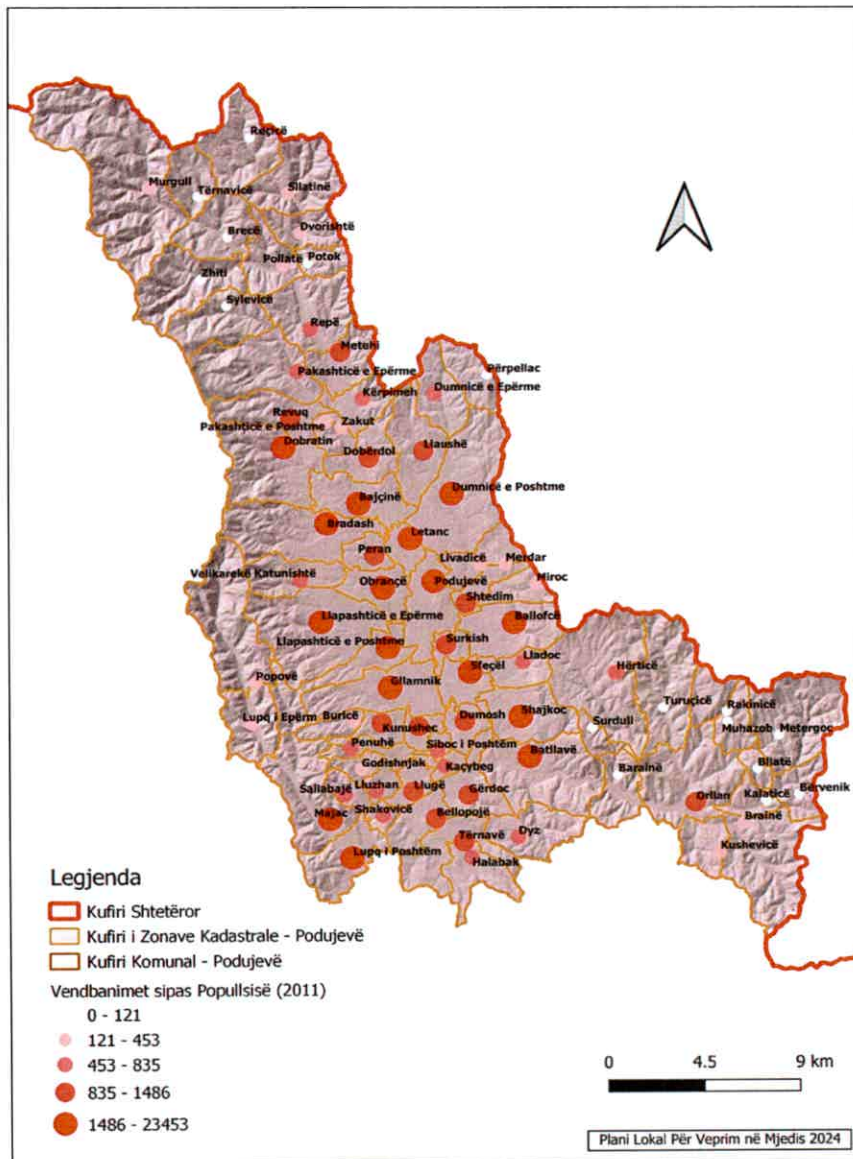 Reçicë
Murgull
Tërnavicë
Sllatinë
Brecë
Dvorishtë
Pollatë
Potok
Zhiti
Sylevicë
Repë
Metehi
Përpellac
Pakashticë e Epërme
Dumnicë e Epërme
Kërpimeh
Revuq
Pakashticë e Poshtme
Zakut
Dobratin
Dobërdol
Llaushë
Dumnicë e Poshtme
Bajçinë
Bradash
Letanc
Peran
Livadicë
Merdar
Velikarekë
Katunishtë
Obrançë
Podujevë
Miroc
Shtedim
Llapashticë e Epërme
Ballofcë
Llapashticë e Poshtme
Surkish
Lladoc
Sfeçël
Hërticë
Popovë
Gllamnik
Turuçicë
Rakinicë
Lupq i Epërm
Buricë
Kunushec
Dumosh
Shajkoc
Surdull
Muhazob
Metergoc
Penuhë
Siboc i Poshtëm
Batllavë
Godishnjak
Kaçybeg
Barainë
Bllatë
Sallabajë
Lluzhan
Llugë
Gërdoc
Orllan
Kalaticë
Bërvenik
Majac
Shakovicë
Bellopojë
Brainë
Tërnavë
Dyz
Kushevicë
Lupq i Poshtëm
Halabak
Legjenda
Kufiri Shtetëror
Kufiri i Zonave Kadastrale - Podujevë
Kufiri Komunal - Podujevë
Vendbanimet sipas Popullsisë (2011)
0 - 121
121 - 453
453 - 835
835 - 1486
1486 - 23453
0 4.5 9 km
Plani Lokal Për Veprim në Mjedis 2024